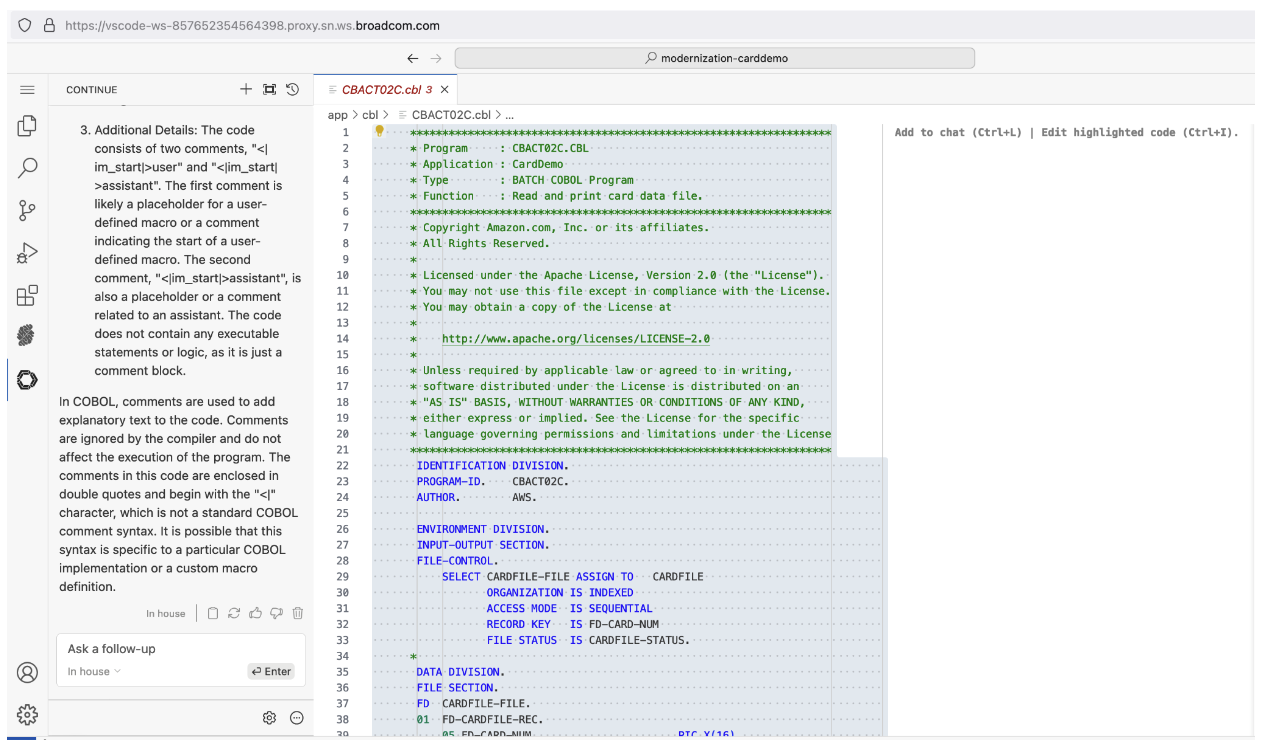 https://vscode-ws-857652354564398.proxy.sn.ws.broadcom.com
modernization-carddemo
CONTINUE
3. Additional Details: The code
consists of two comments, "<|
im_start|>user" and "<|im_start|
>assistant". The first comment is
likely a placeholder for a user-
defined macro or a comment
indicating the start of a user-
defined macro. The second
comment, "<|im_start|>assistant", is
also a placeholder or a comment
related to an assistant. The code
does not contain any executable
statements or logic, as it is just a
comment block.
In COBOL, comments are used to add
explanatory text to the code. Comments
are ignored by the compiler and do not
affect the execution of the program. The
comments in this code are enclosed in
double quotes and begin with the "<|"
character, which is not a standard COBOL
comment syntax. It is possible that this
syntax is specific to a particular COBOL
implementation or a custom macro
definition.
In house
Ask a follow-up
In house
Enter
CBACT02C.cbl 3
app > cbl > CBACT02C.cbl > ...
1 ******************************************************************
2 * Program : CBACT02C.CBL
3 * Application : CardDemo
4 * Type : BATCH COBOL Program
5 * Function : Read and print card data file.
6 ******************************************************************
7 * Copyright Amazon.com, Inc. or its affiliates.
8 * All Rights Reserved.
9 *
10 * Licensed under the Apache License, Version 2.0 (the "License").
11 * You may not use this file except in compliance with the License.
12 * You may obtain a copy of the License at
13 *
14 * http://www.apache.org/licenses/LICENSE-2.0
15 *
16 * Unless required by applicable law or agreed to in writing,
17 * software distributed under the License is distributed on an
18 * "AS IS" BASIS, WITHOUT WARRANTIES OR CONDITIONS OF ANY KIND,
19 * either express or implied. See the License for the specific
20 * language governing permissions and limitations under the License
21 ******************************************************************
22 IDENTIFICATION DIVISION.
23 PROGRAM-ID. CBACT02C.
24 AUTHOR. AWS.
25
26 ENVIRONMENT DIVISION.
27 INPUT-OUTPUT SECTION.
28 FILE-CONTROL.
29 SELECT CARDFILE-FILE ASSIGN TO CARDFILE
30 ORGANIZATION IS INDEXED
31 ACCESS MODE IS SEQUENTIAL
32 RECORD KEY IS FD-CARD-NUM
33 FILE STATUS IS CARDFILE-STATUS.
34 *
35 DATA DIVISION.
36 FILE SECTION.
37 FD CARDFILE-FILE.
38 01 FD-CARDFILE-REC.
39 05 FD-CARD-NUM PIC X(16)
Add to chat (Ctrl+L) | Edit highlighted code (Ctrl+I).